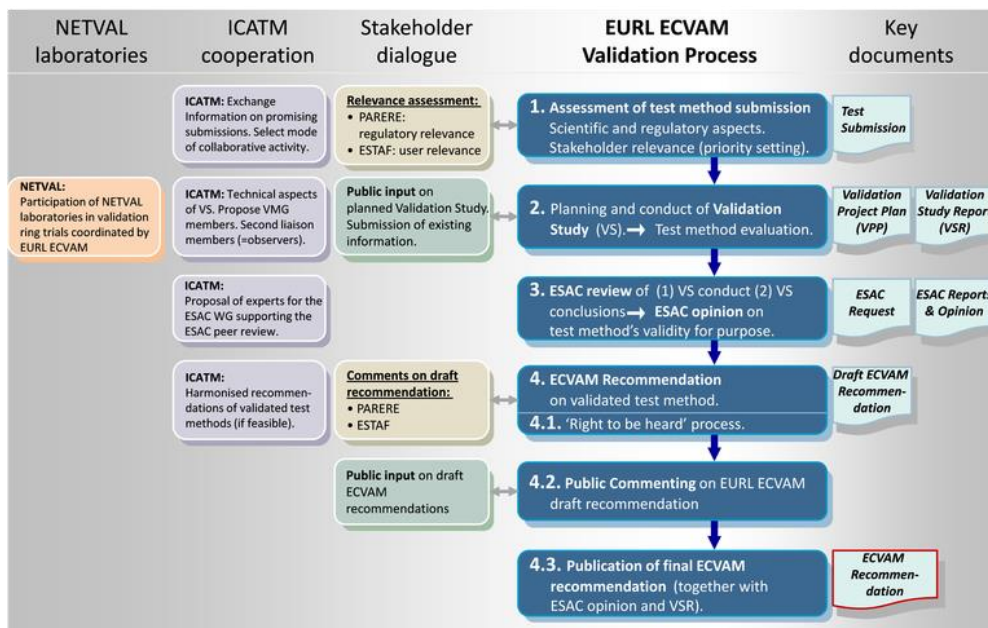 NETVAL
laboratories
ICATM
cooperation
Stakeholder
dialogue
EURL ECVAM
Validation Process
Key
documents
ICATM: Exchange
Information on promising
submissions. Select mode
of collaborative activity.
Relevance assessment:
• PARERE:
regulatory relevance
• ESTAF: user relevance
1. Assessment of test method submission
Scientific and regulatory aspects.
Stakeholder relevance (priority setting).
Test
Submission
NETVAL:
Participation of NETVAL
laboratories in validation
ring trials coordinated by
EURL ECVAM
ICATM: Technical aspects
of VS. Propose VMG
members. Second liaison
members (=observers).
Public input on
planned Validation Study.
Submission of existing
information.
2. Planning and conduct of Validation
Study (VS). → Test method evaluation.
Validation
Project Plan
(VPP)
Validation
Study Report
(VSR)
ICATM:
Proposal of experts for the
ESAC WG supporting the
ESAC peer review.
3. ESAC review of (1) VS conduct (2) VS
conclusions → ESAC opinion on
test method's validity for purpose.
ESAC
Request
ESAC Reports
& Opinion
ICATM:
Harmonised recommen-
dations of validated test
methods (if feasible).
Comments on draft
recommendation:
• PARERE
• ESTAF
4. ECVAM Recommendation
on validated test method.
4.1. 'Right to be heard' process.
Draft ECVAM
Recommen-
dation
Public input on draft
ECVAM
recommendations
4.2. Public Commenting on EURL ECVAM
draft recommendation
4.3. Publication of final ECVAM
recommendation (together with
ESAC opinion and VSR).
ECVAM
Recommen-
dation